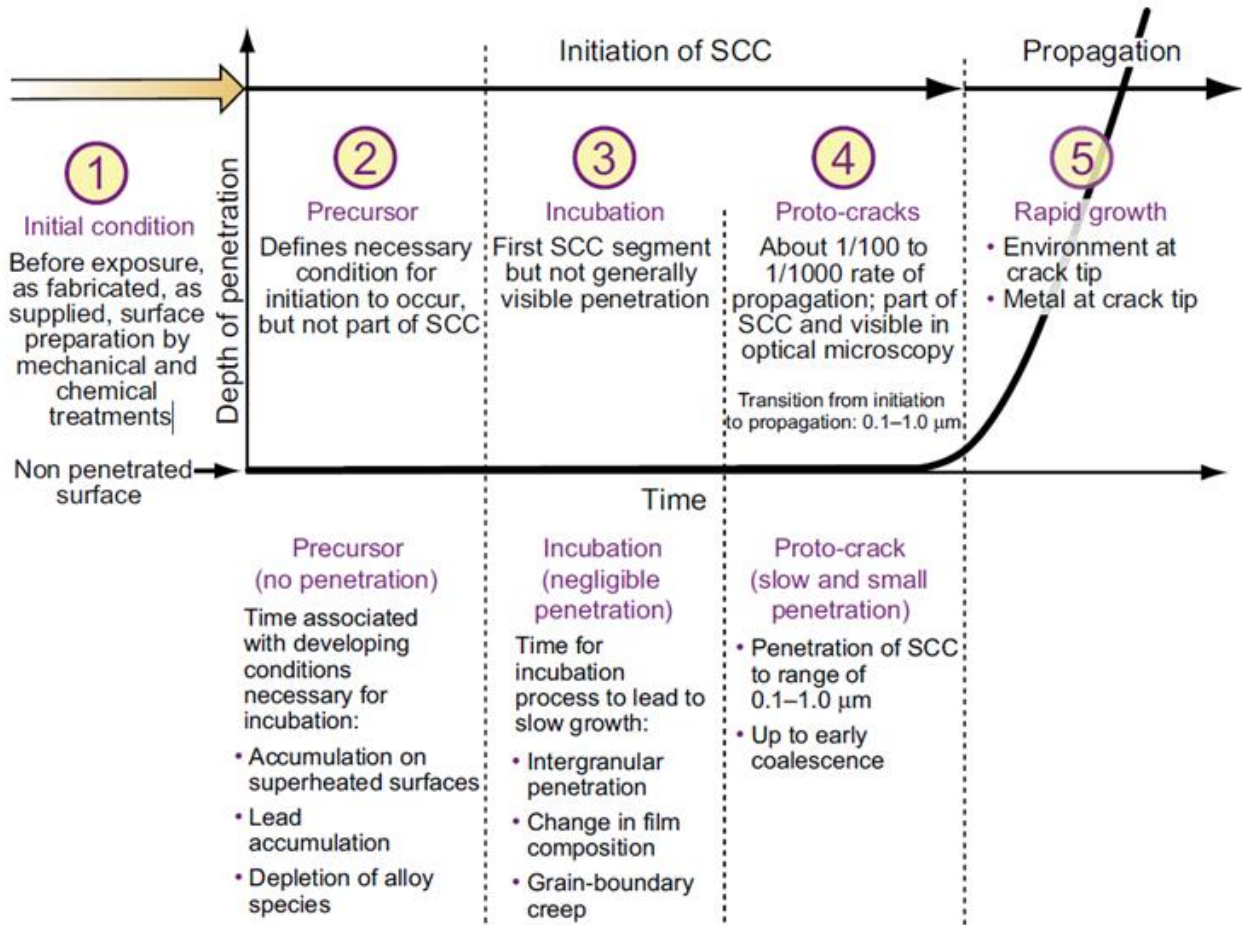 Initiation of SCC
Propagation
1
Initial condition
Before exposure,
as fabricated, as
supplied, surface
preparation by
mechanical and
chemical
treatments
Depth of penetration
2
Precursor
Defines necessary
condition for
initiation to occur,
but not part of SCC
3
Incubation
First SCC segment
but not generally
visible penetration
4
Proto-cracks
About 1/100 to
1/1000 rate of
propagation; part of
SCC and visible in
optical microscopy
Transition from initiation
to propagation: 0.1–1.0 μm
5
Rapid growth
• Environment at
crack tip
• Metal at crack tip
Non penetrated
surface
Time
Precursor
(no penetration)
Time associated
with developing
conditions
necessary for
incubation:
• Accumulation on
superheated surfaces
• Lead
accumulation
• Depletion of alloy
species
Incubation
(negligible
penetration)
Time for
incubation
process to lead to
slow growth:
• Intergranular
penetration
• Change in film
composition
• Grain-boundary
creep
Proto-crack
(slow and small
penetration)
• Penetration of SCC
to range of
0.1–1.0 μm
• Up to early
coalescence